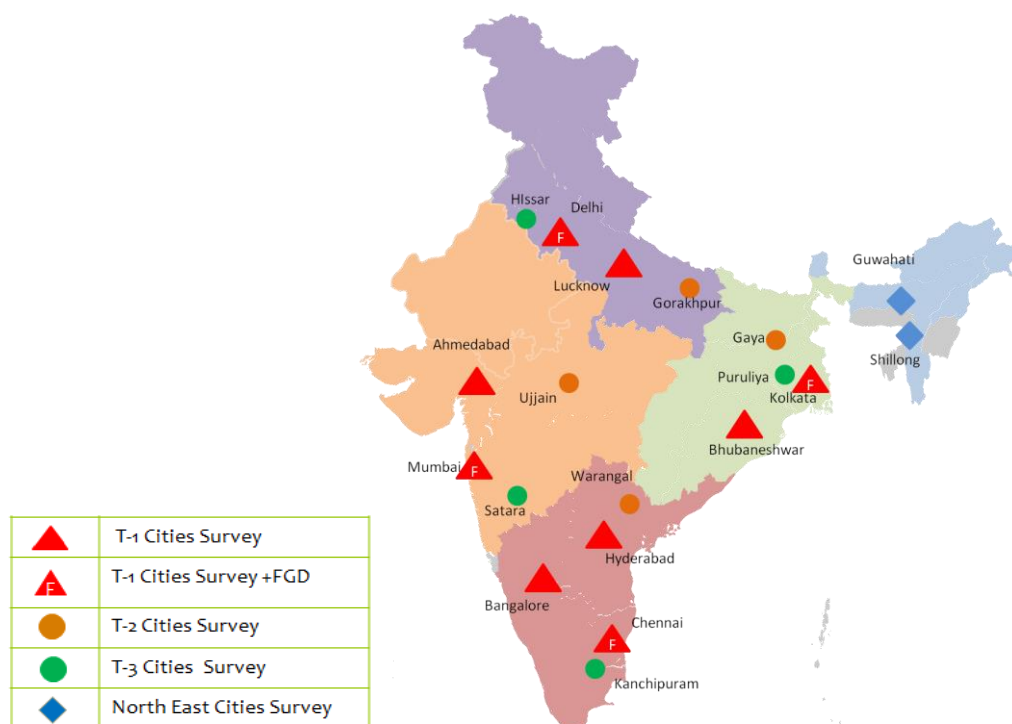 HIssar
Delhi
F
Lucknow
Gorakhpur
Guwahati
Shillong
Ahmedabad
Ujjain
Gaya
Puruliya
Kolkata
F
Bhubaneshwar
Mumbai
F
Satara
Warangal
Hyderabad
Bangalore
Chennai
F
Kanchipuram
T-1 Cities Survey
F
T-1 Cities Survey +FGD
T-2 Cities Survey
T-3 Cities Survey
North East Cities Survey